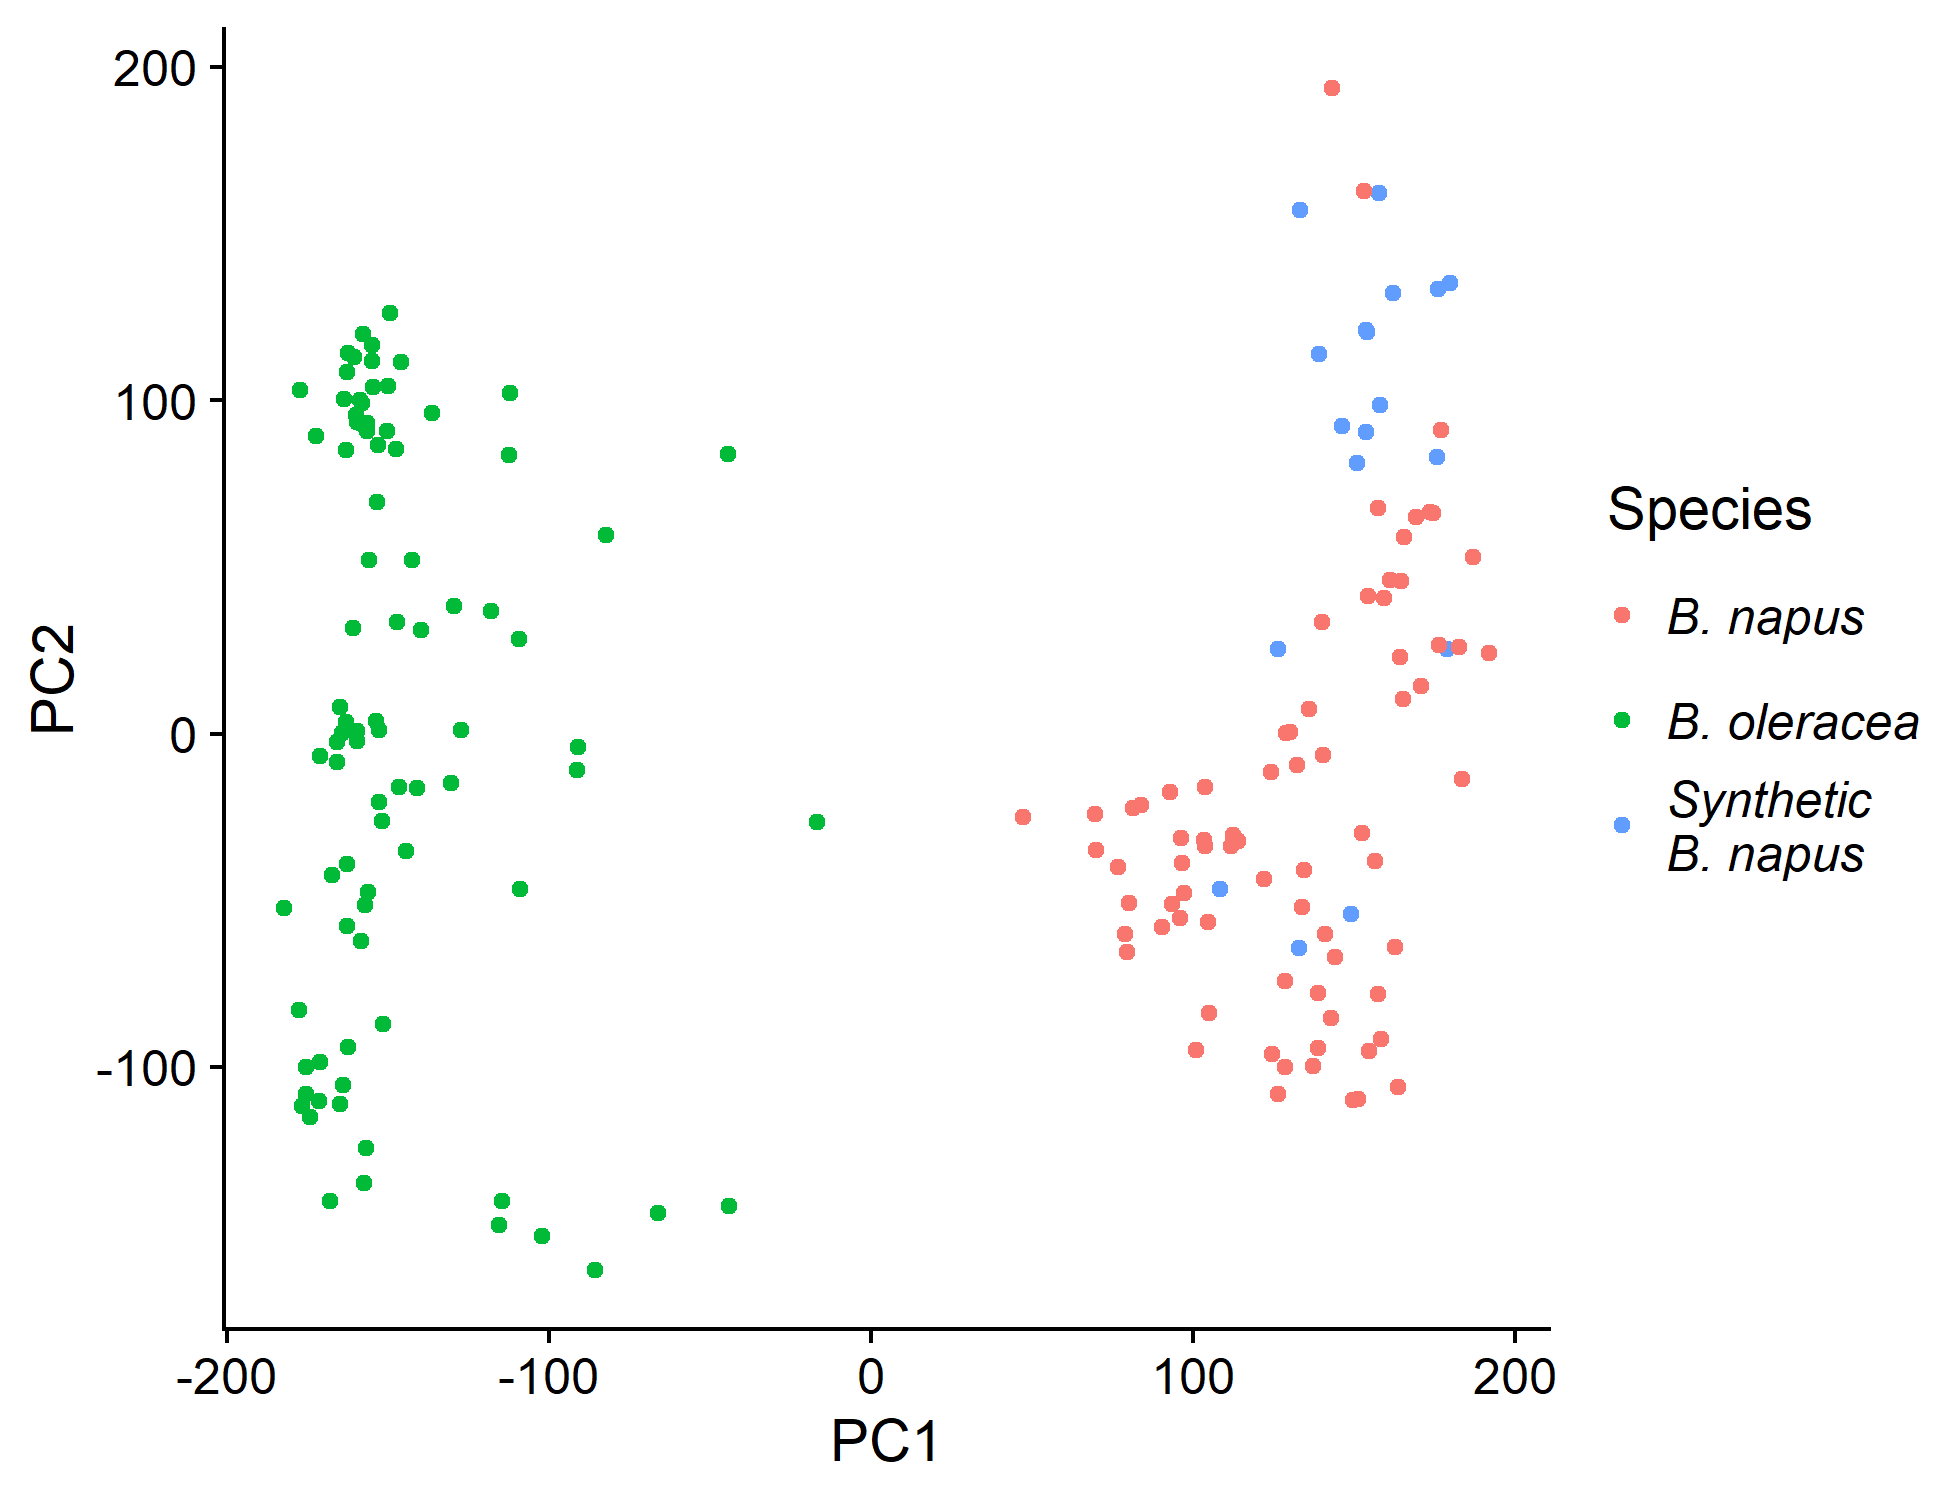 200
100
0
-100
PC2
-200
-100
0
100
200
PC1
Species
B. napus
B. oleracea
Synthetic
B. napus